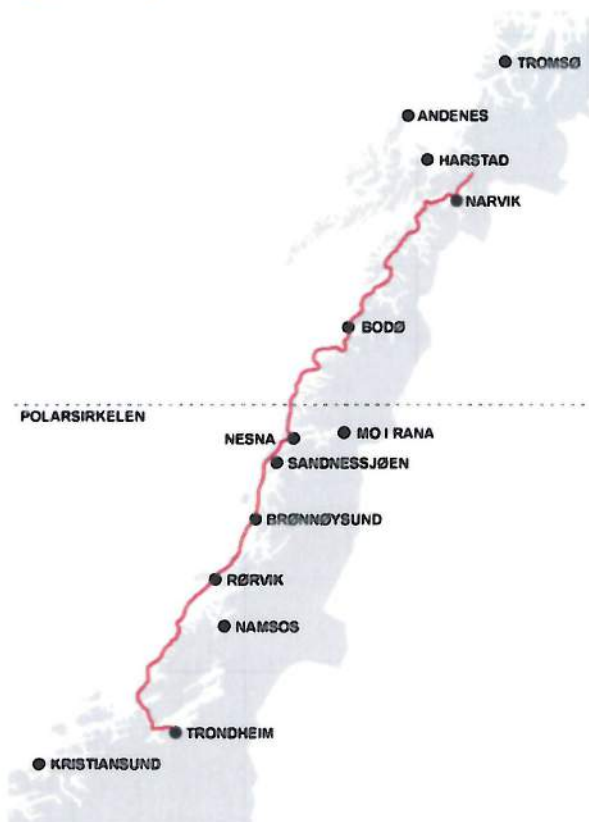 TROMSØ
ANDENES
HARSTAD
NARVIK
BODØ
POLARSIRKELEN
NESNA
MO I RANA
SANDNESSJØEN
BRØNNØYSUND
RØRVIK
NAMSOS
TRONDHEIM
KRISTIANSUND